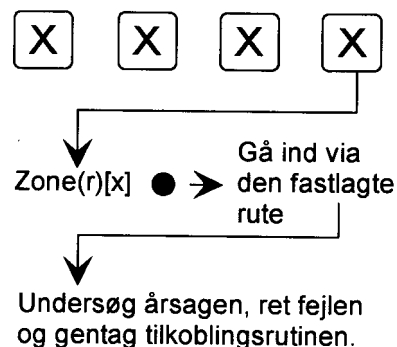 X X X X
Zone(r)[x]
Gå ind via
den fastlagte
rute
Undersøg årsagen, ret fejlen
og gentag tilkoblingsrutinen.